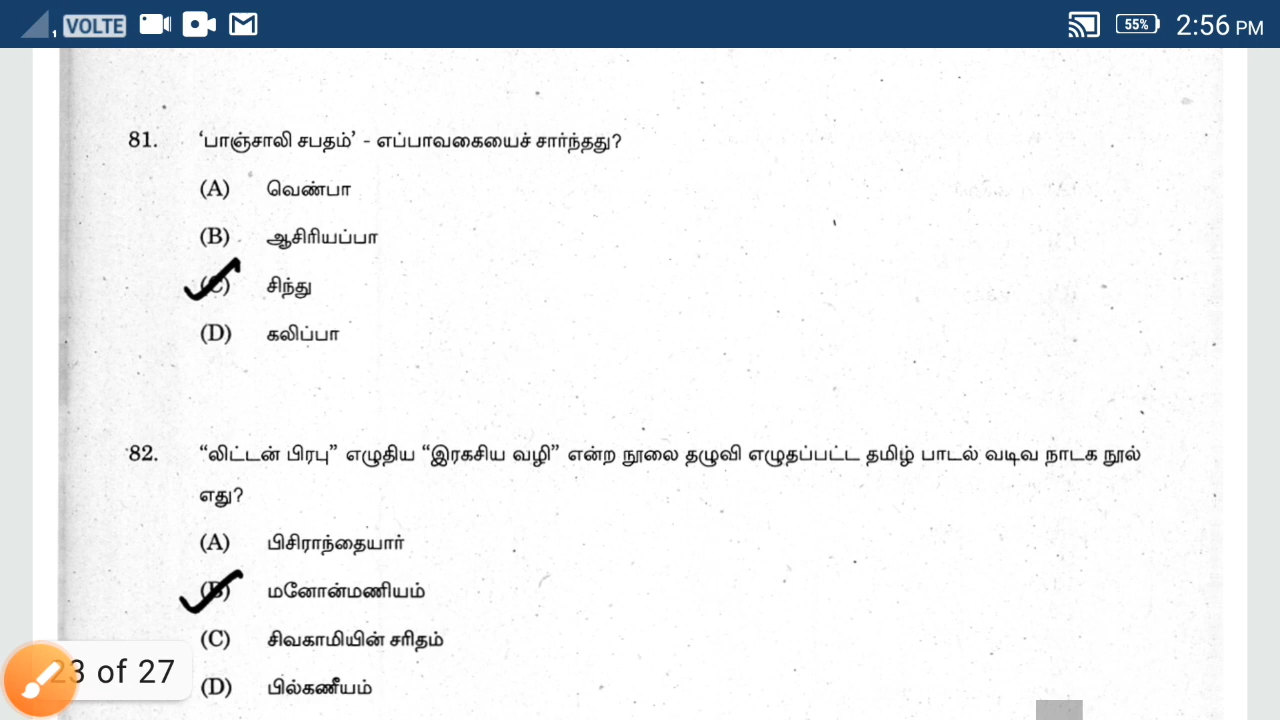 VOLTE 55% 2:56 PM
81. ‘பாஞ்சாலி சபதம்’ - எப்பாவகையைச் சார்ந்தது?
(A) வெண்பா
(B) ஆசிரியப்பா
(C) சிந்து
(D) கலிப்பா
82. “லிட்டன் பிரபு” எழுதிய “இரகசிய வழி” என்ற நூலை தழுவி எழுதப்பட்ட தமிழ் பாடல் வடிவ நாடக நூல்
எது?
(A) பிசிராந்தையார்
(B) மனோன்மணியம்
(C) சிவகாமியின் சரிதம்
(D) பில்கணீயம்
23 of 27